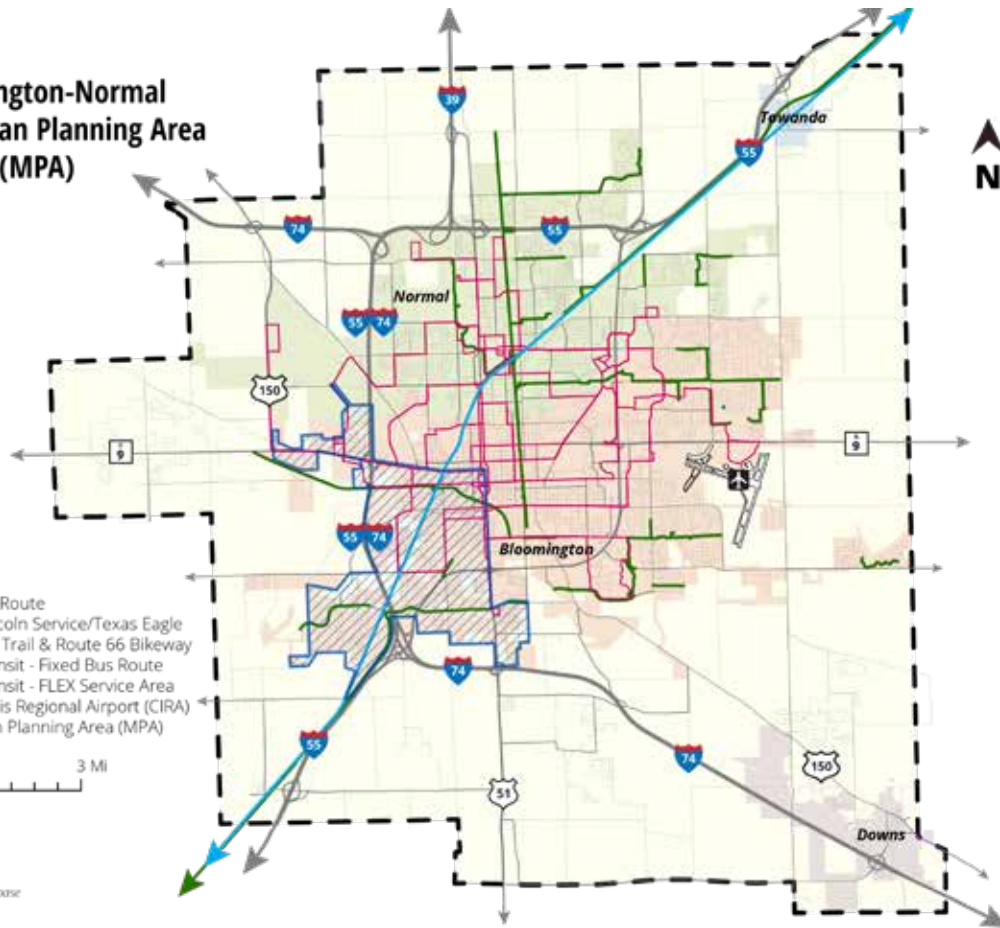 ngton-Normal
an Planning Area
(MPA)
39
Towanda
55
N
74
55
Normal
55 74
150
9
9
55 74
Bloomington
Route
coln Service/Texas Eagle
Trail & Route 66 Bikeway
nsit - Fixed Bus Route
nsit - FLEX Service Area
is Regional Airport (CIRA)
n Planning Area (MPA)
74
55
3 Mi
74
150
51
Downs